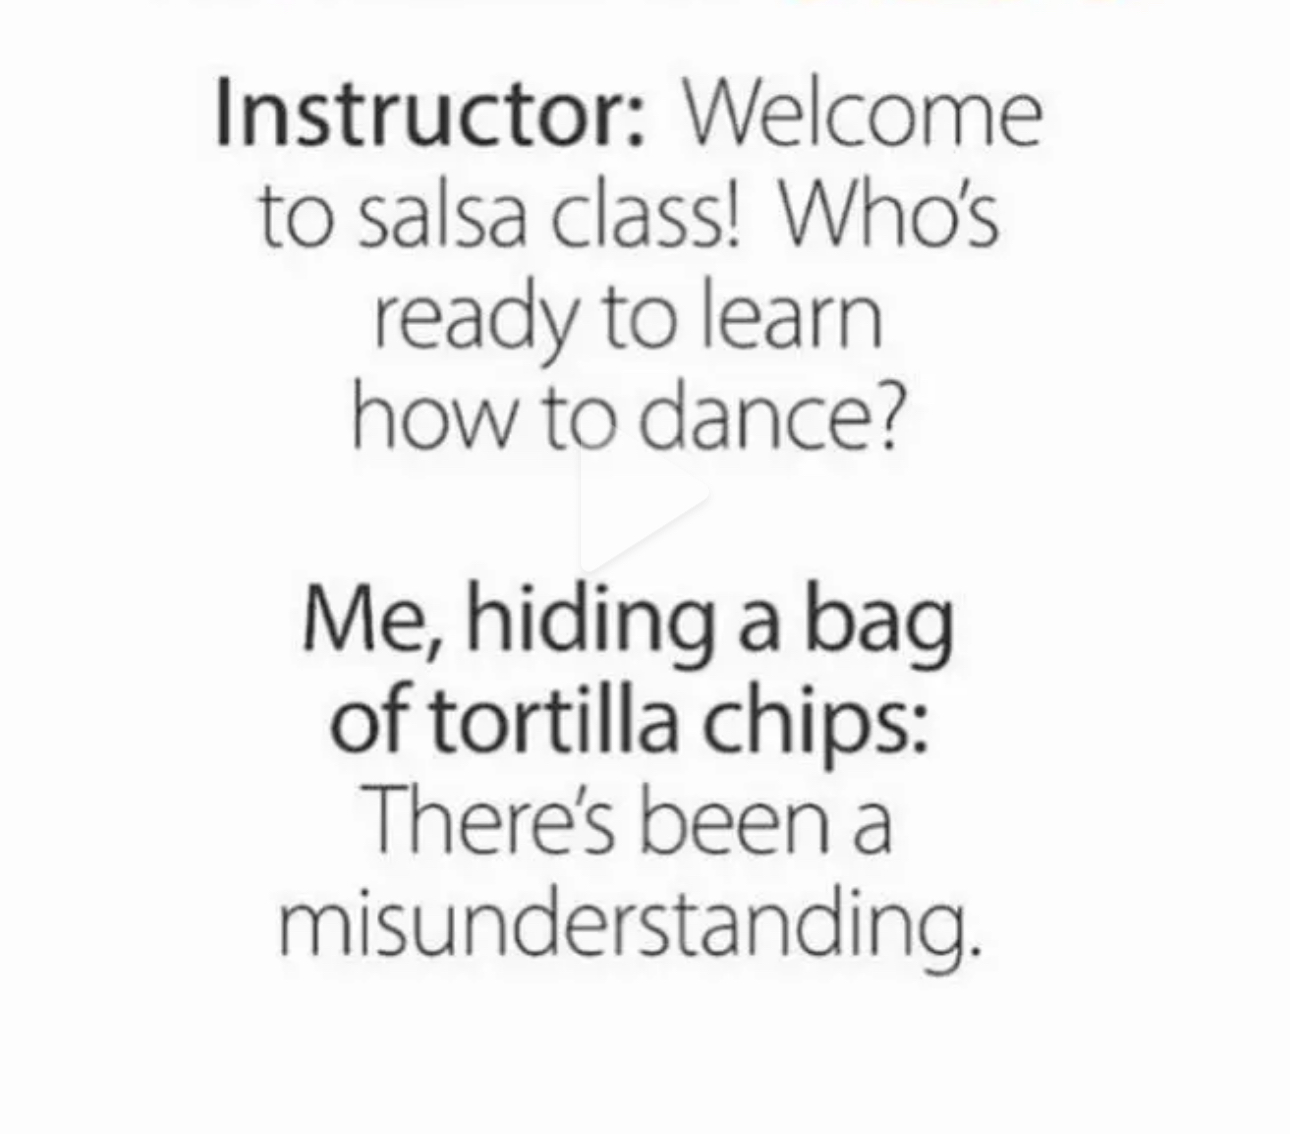 Instructor: Welcome
to salsa class! Who's
ready to learn
how to dance?
Me, hiding a bag
of tortilla chips:
There's been a
misunderstanding.